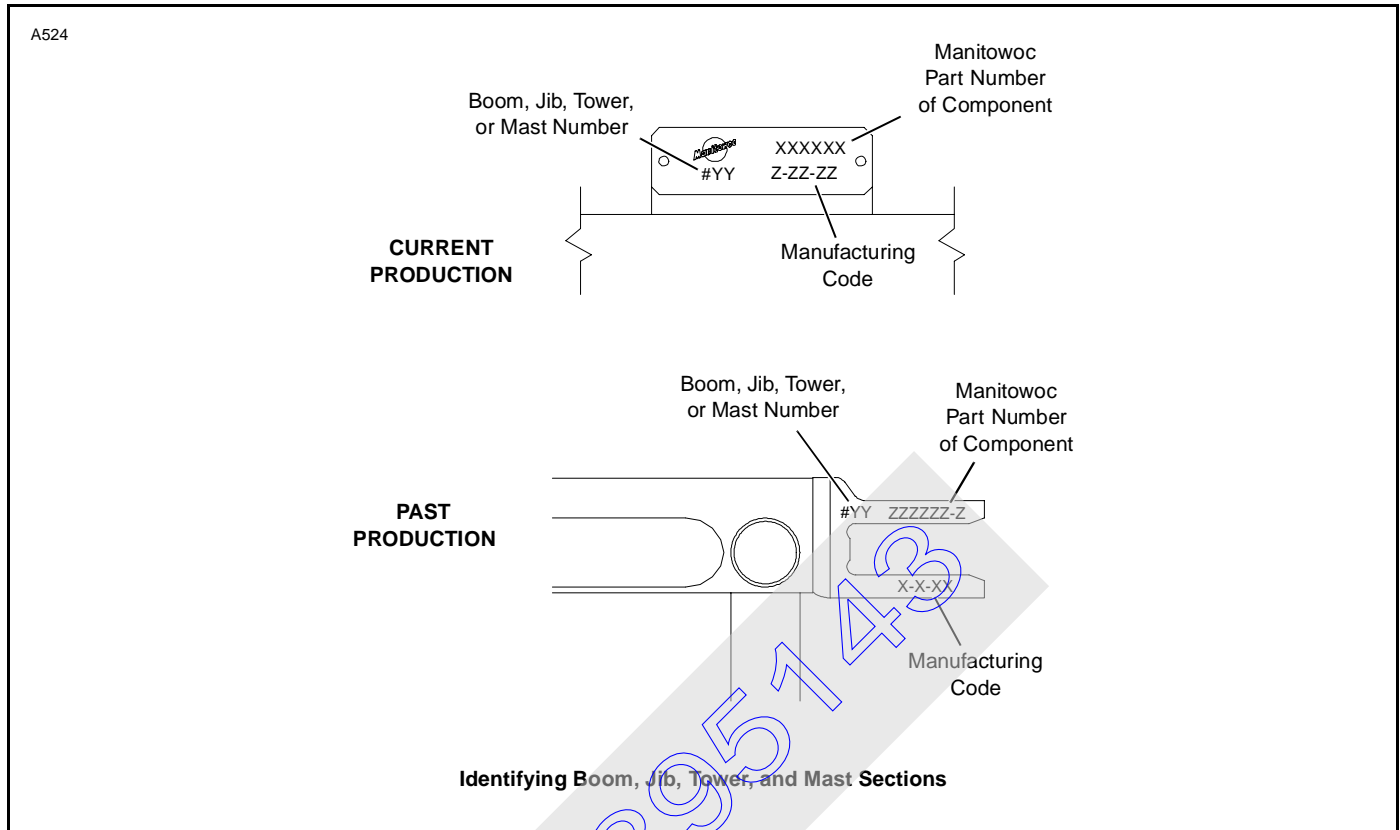 A524
Manitowoc
Part Number
of Component
Boom, Jib, Tower,
or Mast Number
Manitowoc
XXXXXX
#YY Z-ZZ-ZZ
CURRENT
PRODUCTION
Manufacturing
Code
Boom, Jib, Tower,
or Mast Number
Manitowoc
Part Number
of Component
PAST
PRODUCTION
#YY ZZZZZZ-Z
X-X-XX
Manufacturing
Code
Identifying Boom, Jib, Tower, and Mast Sections
95143